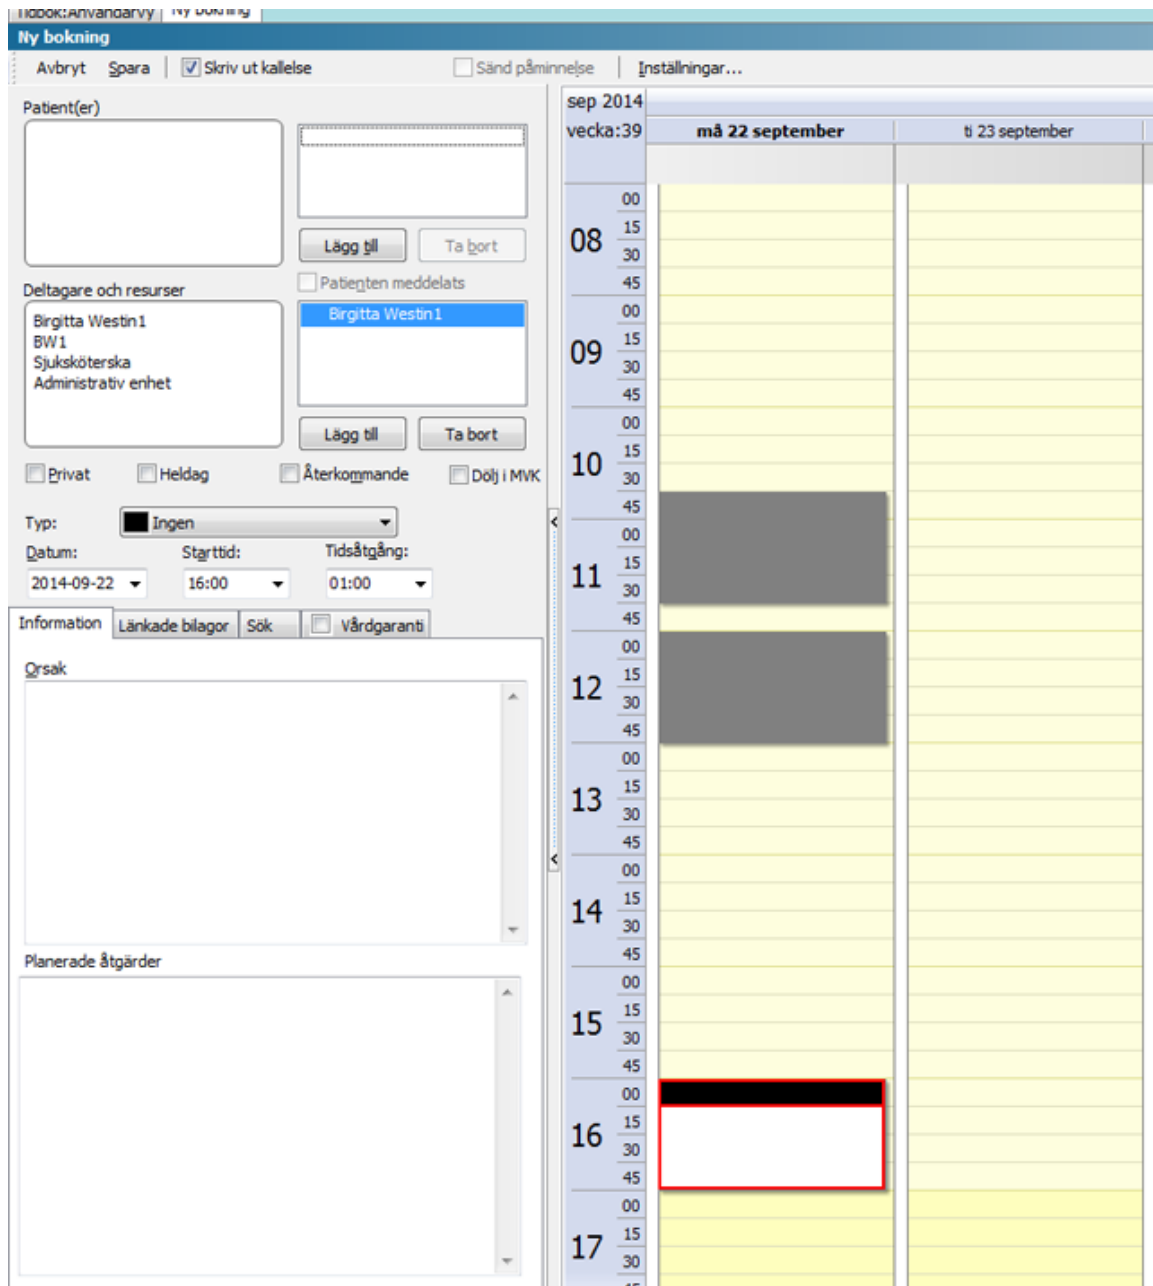 Tidbok:Användarvy Ny bokning
Ny bokning
Avbryt Spara Skriv ut kallelse Sänd påminnelse Inställningar...
Patient(er)
Lägg till Ta bort
Patienten meddelats
Deltagare och resurser
Birgitta Westin1
BW1
Sjuksköterska
Administrativ enhet
Birgitta Westin1
Lägg till Ta bort
Privat Heldag Återkommande Dölj i MVK
Typ: Ingen
Datum: Starttid: Tidsåtgång:
2014-09-22 16:00 01:00
Information Länkade bilagor Sök Vårdgaranti
Orsak
Planerade åtgärder
sep 2014
vecka:39 må 22 september ti 23 september
08 00
15
30
45
09 00
15
30
45
10 00
15
30
45
11 00
15
30
45
12 00
15
30
45
13 00
15
30
45
14 00
15
30
45
15 00
15
30
45
16 00
15
30
45
17 00
15
30